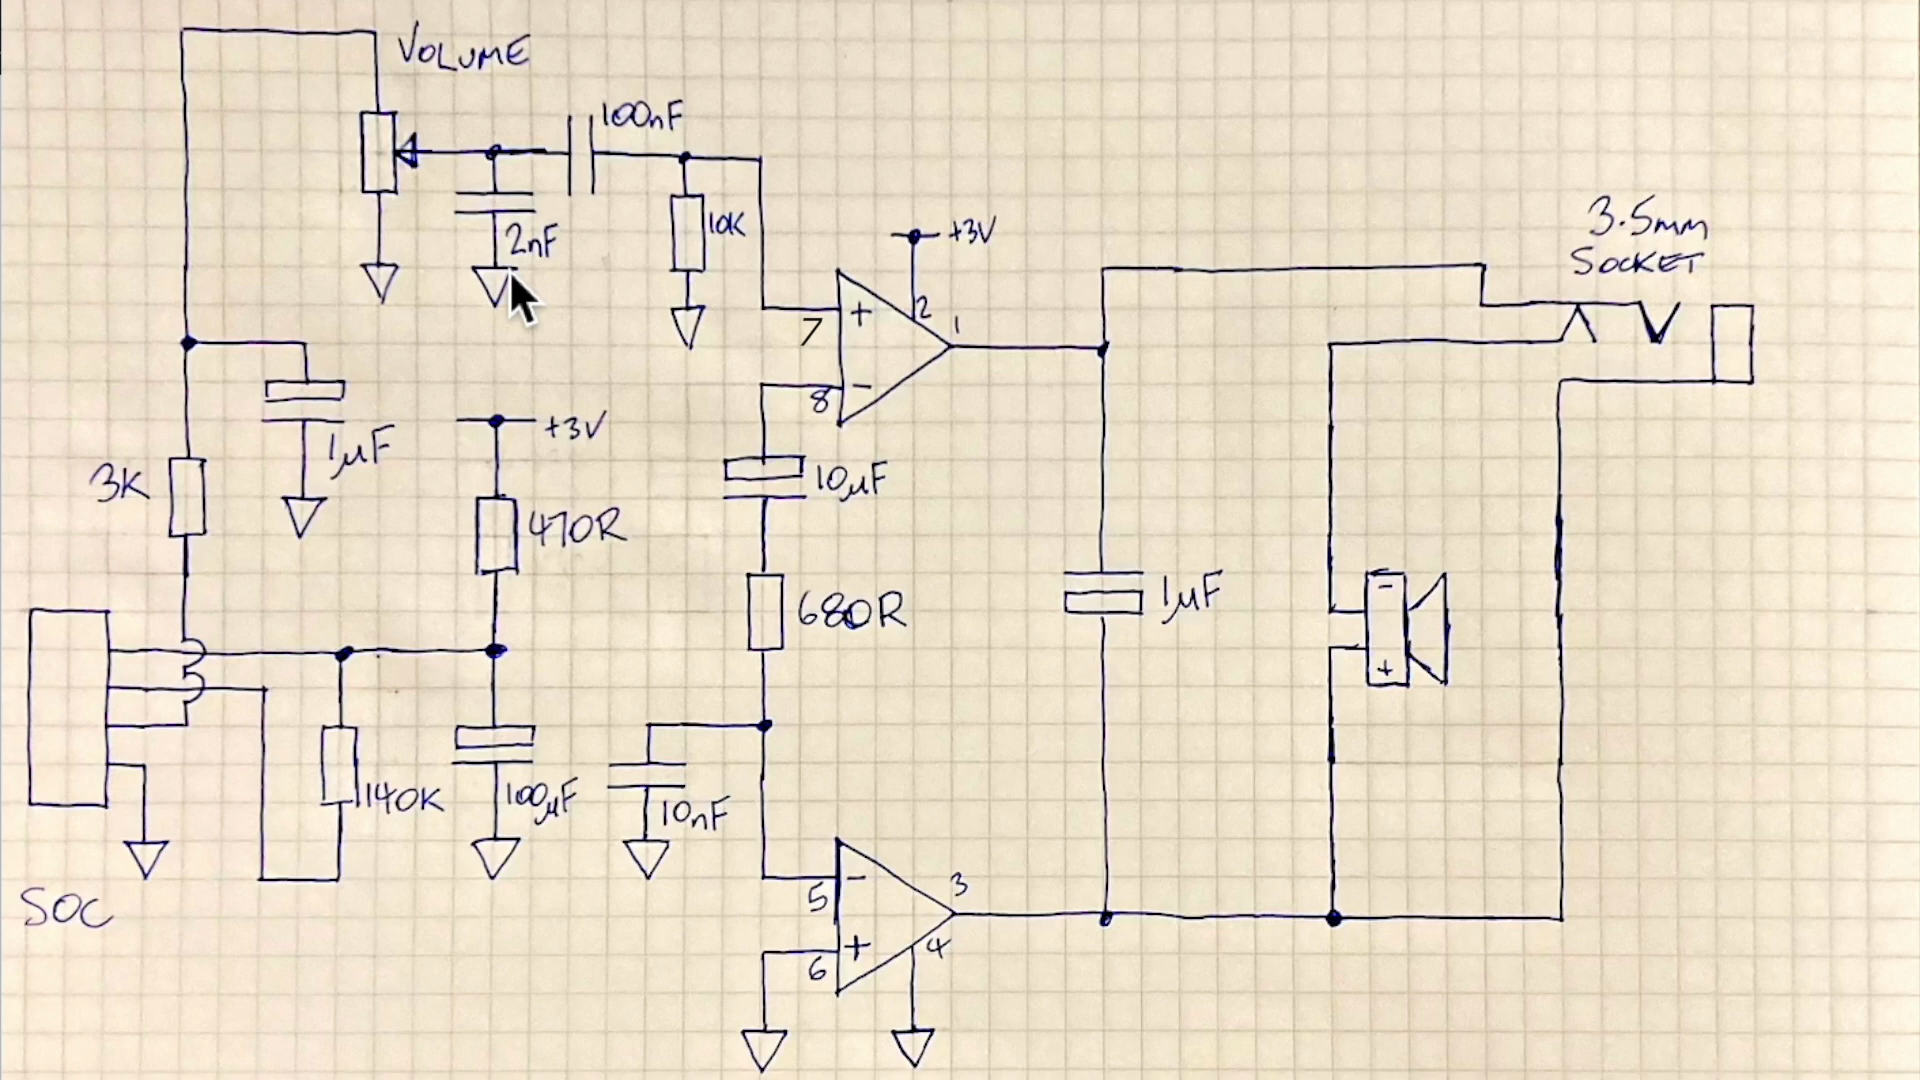 VOLUME
100nF
2nF
10K
+3V
7
+
2
1
8
-
3.5mm
SOCKET
1µF
+3V
3K
470R
10µF
680R
1µF
-
+
140K
100µF
10nF
SOC
5
-
3
+
4
6